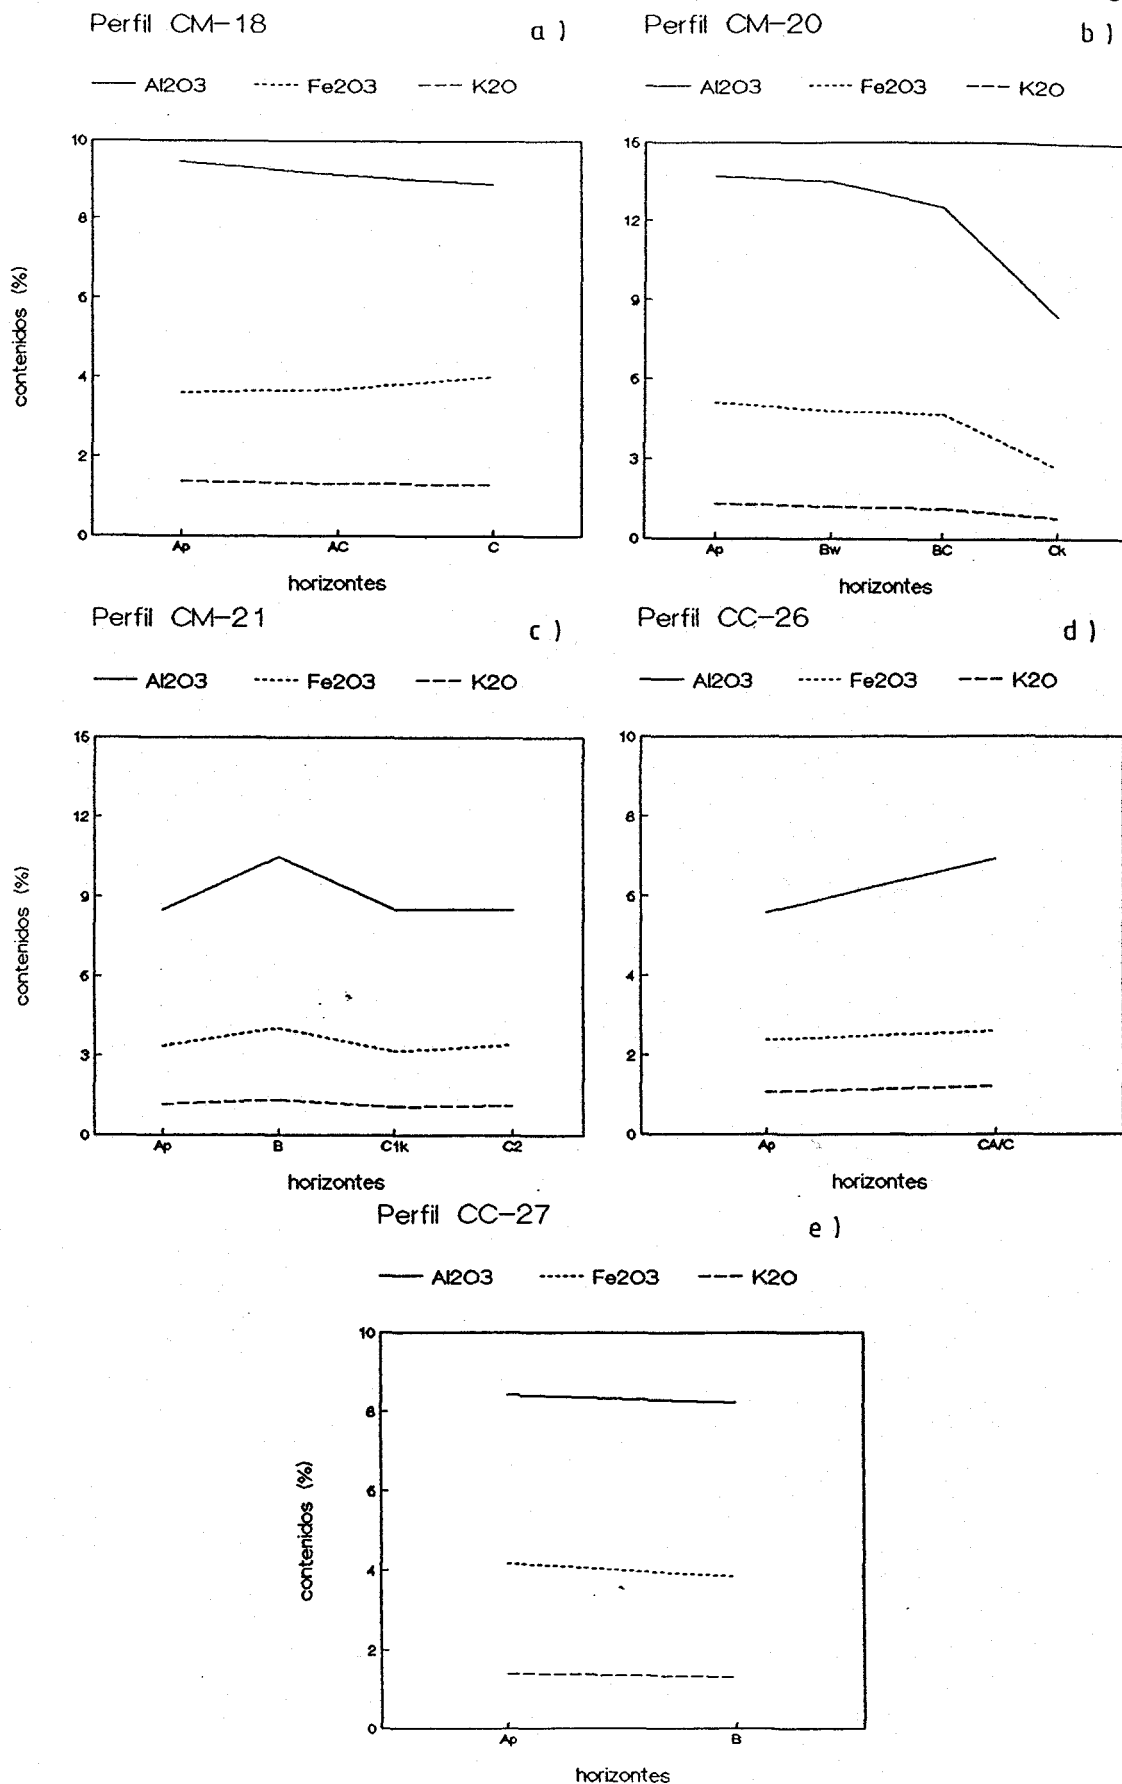 Perfil CM-18
a )
Al2O3 Fe2O3 K2O
10
8
6
4
2
0
contenidos (%)
Ap AC C
horizontes
Perfil CM-20
b )
Al2O3 Fe2O3 K2O
15
12
9
6
3
0
Ap Bw BC Ck
horizontes
Perfil CM-21
c )
Al2O3 Fe2O3 K2O
15
12
9
6
3
0
contenidos (%)
Ap B C1k C2
horizontes
Perfil CC-26
d )
Al2O3 Fe2O3 K2O
10
8
6
4
2
0
Ap CA/C
horizontes
Perfil CC-27
e )
Al2O3 Fe2O3 K2O
10
8
6
4
2
0
contenidos (%)
Ap B
horizontes